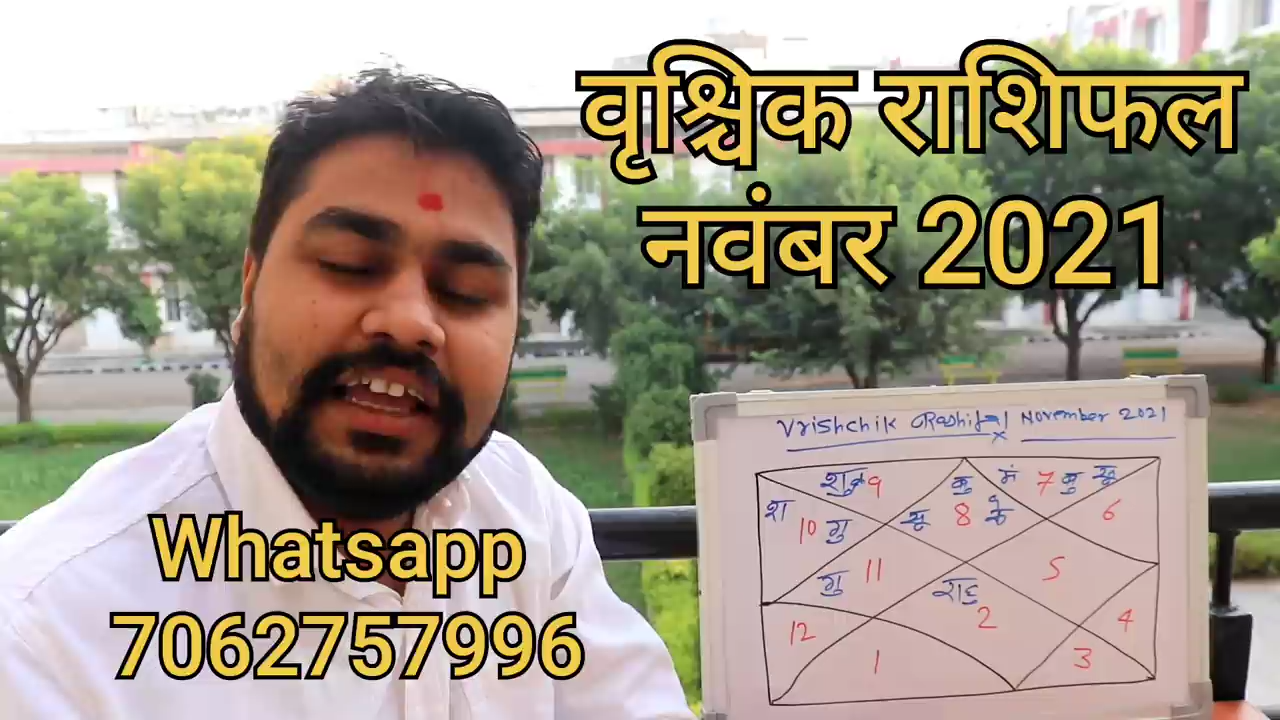 वृश्चिक राशिफल
नवंबर 2021
Whatsapp
7062757996
Vrishchik Rashifal November 2021
शुक्र 9
बु मं 7 बु सू
श 10 गु
सू 8 के
6
गु 11
राहु 2
5
12
1
3
4